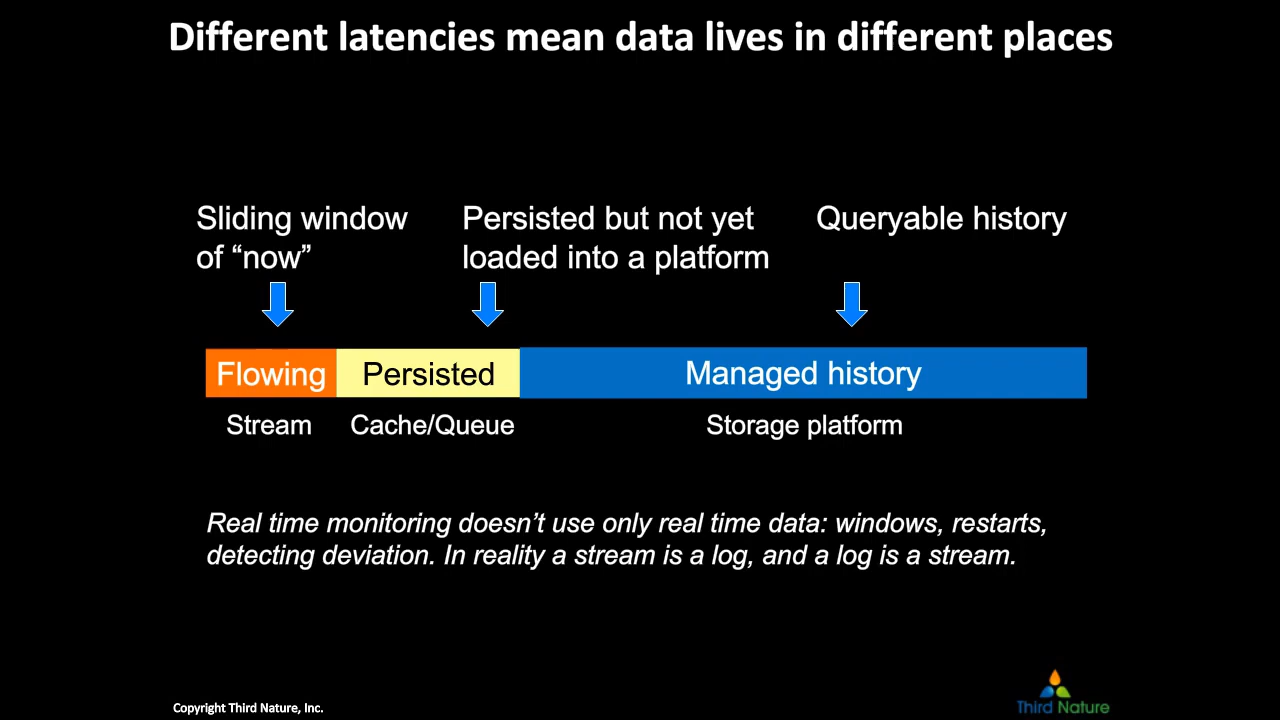 Different latencies mean data lives in different places
Sliding window
of “now”
Persisted but not yet
loaded into a platform
Queryable history
Flowing
Persisted
Managed history
Stream
Cache/Queue
Storage platform
Real time monitoring doesn’t use only real time data: windows, restarts,
detecting deviation. In reality a stream is a log, and a log is a stream.
Copyright Third Nature, Inc.
Third Nature